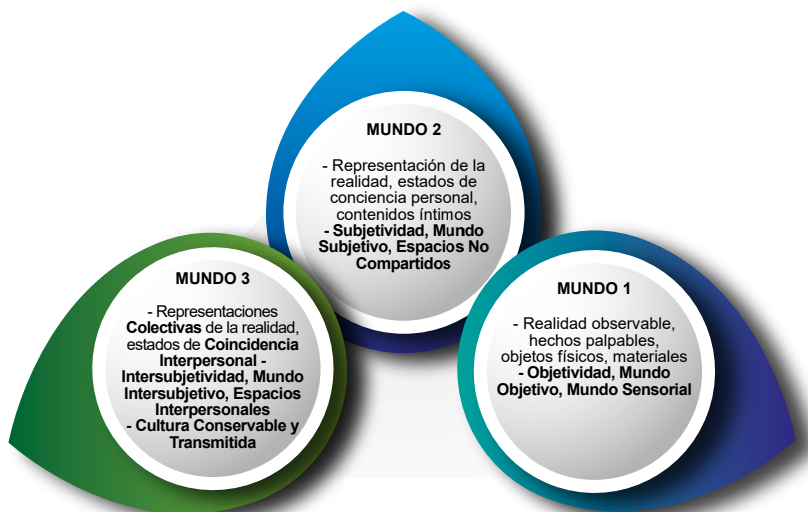 MUNDO 2
- Representación de la
realidad, estados de
conciencia personal,
contenidos íntimos
- Subjetividad, Mundo
Subjetivo, Espacios No
Compartidos
MUNDO 3
- Representaciones
Colectivas de la realidad,
estados de Coincidencia
Interpersonal -
Intersubjetividad, Mundo
Intersubjetivo, Espacios
Interpersonales
- Cultura Conservable y
Transmitida
MUNDO 1
- Realidad observable,
hechos palpables,
objetos físicos, materiales
- Objetividad, Mundo
Objetivo, Mundo Sensorial